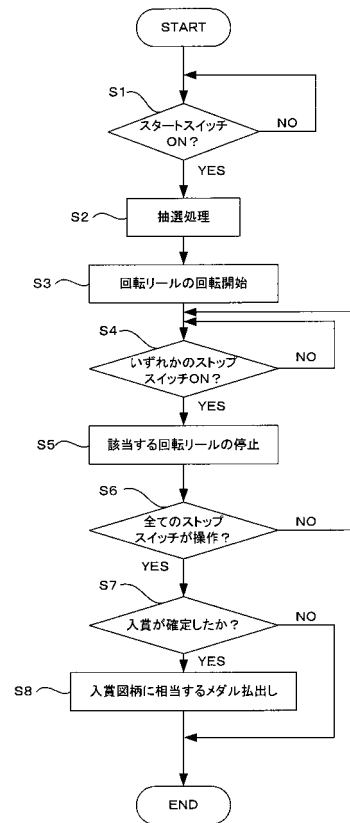 START
S1
スタートスイッチ
ON？
NO
YES
S2
抽選処理
S3
回転リールの回転開始
S4
いずれかのストップ
スイッチON？
NO
YES
S5
該当する回転リールの停止
S6
全てのストップ
スイッチが操作？
NO
YES
S7
入賞が確定したか？
NO
YES
S8
入賞図柄に相当するメダル払出し
END